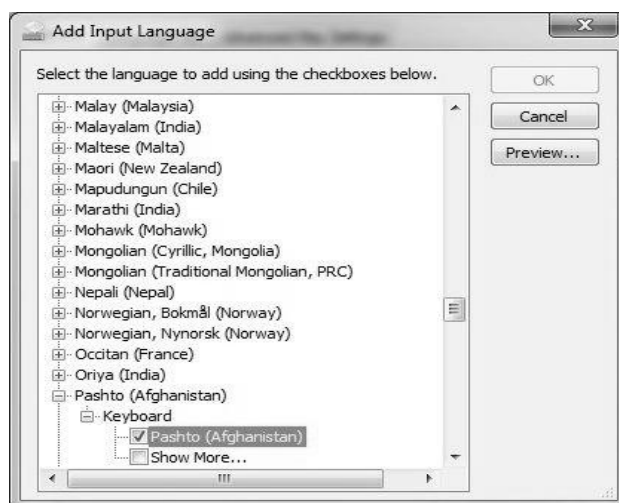 Add Input Language
Select the language to add using the checkboxes below.
OK
Cancel
Preview...
Malay (Malaysia)
Malayalam (India)
Maltese (Malta)
Maori (New Zealand)
Mapudungun (Chile)
Marathi (India)
Mohawk (Mohawk)
Mongolian (Cyrillic, Mongolia)
Mongolian (Traditional Mongolian, PRC)
Nepali (Nepal)
Norwegian, Bokmål (Norway)
Norwegian, Nynorsk (Norway)
Occitan (France)
Oriya (India)
Pashto (Afghanistan)
Keyboard
Pashto (Afghanistan)
Show More...